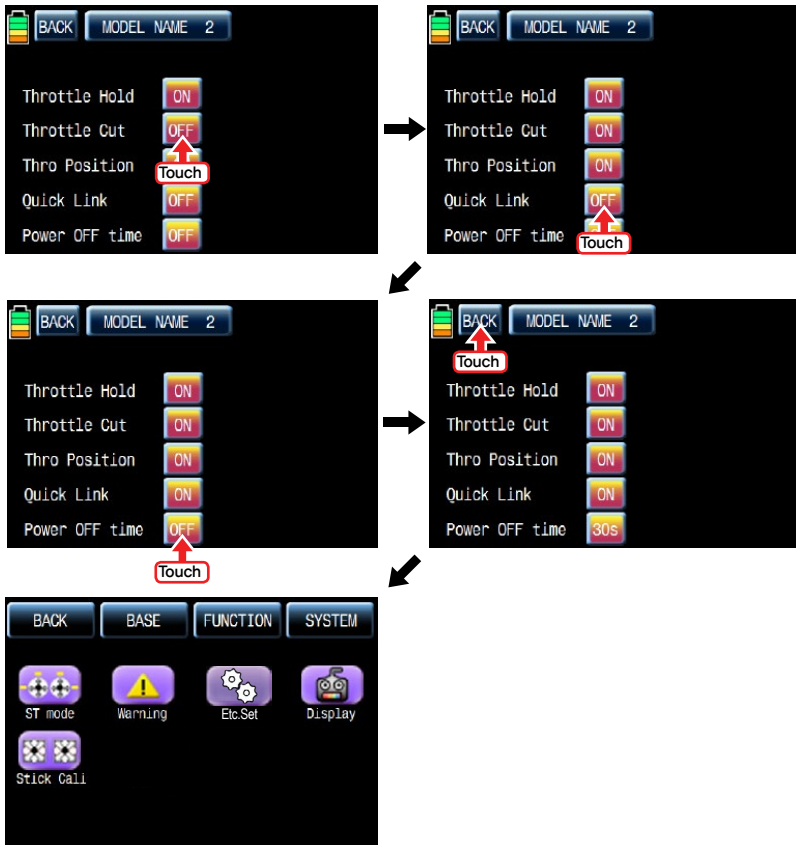 BACK MODEL NAME 2
Throttle Hold ON
Throttle Cut OFF
Thro Position
Touch
Quick Link OFF
Power OFF time OFF
BACK MODEL NAME 2
Throttle Hold ON
Throttle Cut ON
Thro Position ON
Quick Link OFF
Power OFF time
Touch
BACK MODEL NAME 2
Throttle Hold ON
Throttle Cut ON
Thro Position ON
Quick Link ON
Power OFF time OFF
Touch
BACK MODEL NAME 2
Touch
Throttle Hold ON
Throttle Cut ON
Thro Position ON
Quick Link ON
Power OFF time 30s
BACK BASE FUNCTION SYSTEM
ST mode Warning Etc.Set Display
Stick Cali